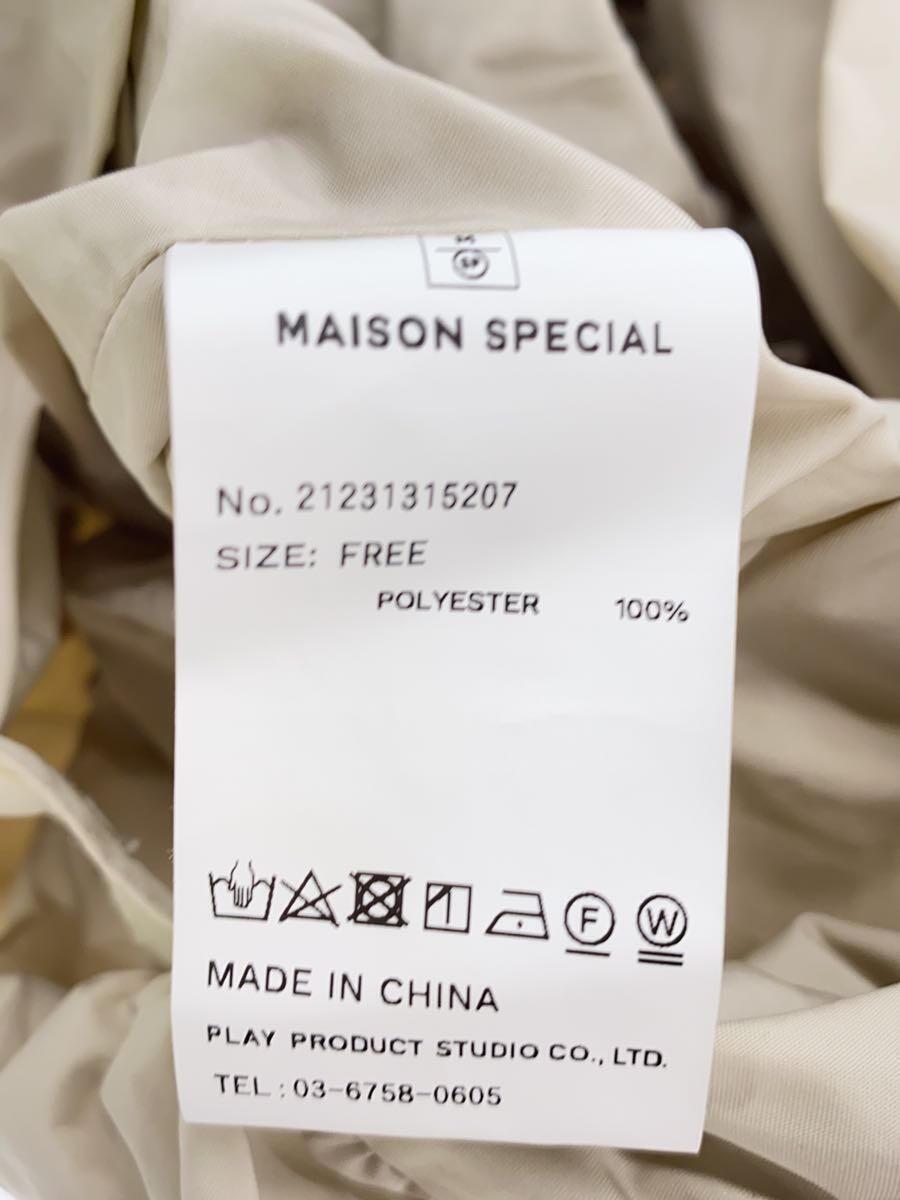 MAISON SPECIAL
No. 21231315207
SIZE: FREE
POLYESTER 100%
F W
MADE IN CHINA
PLAY PRODUCT STUDIO CO., LTD.
TEL : 03-6758-0605